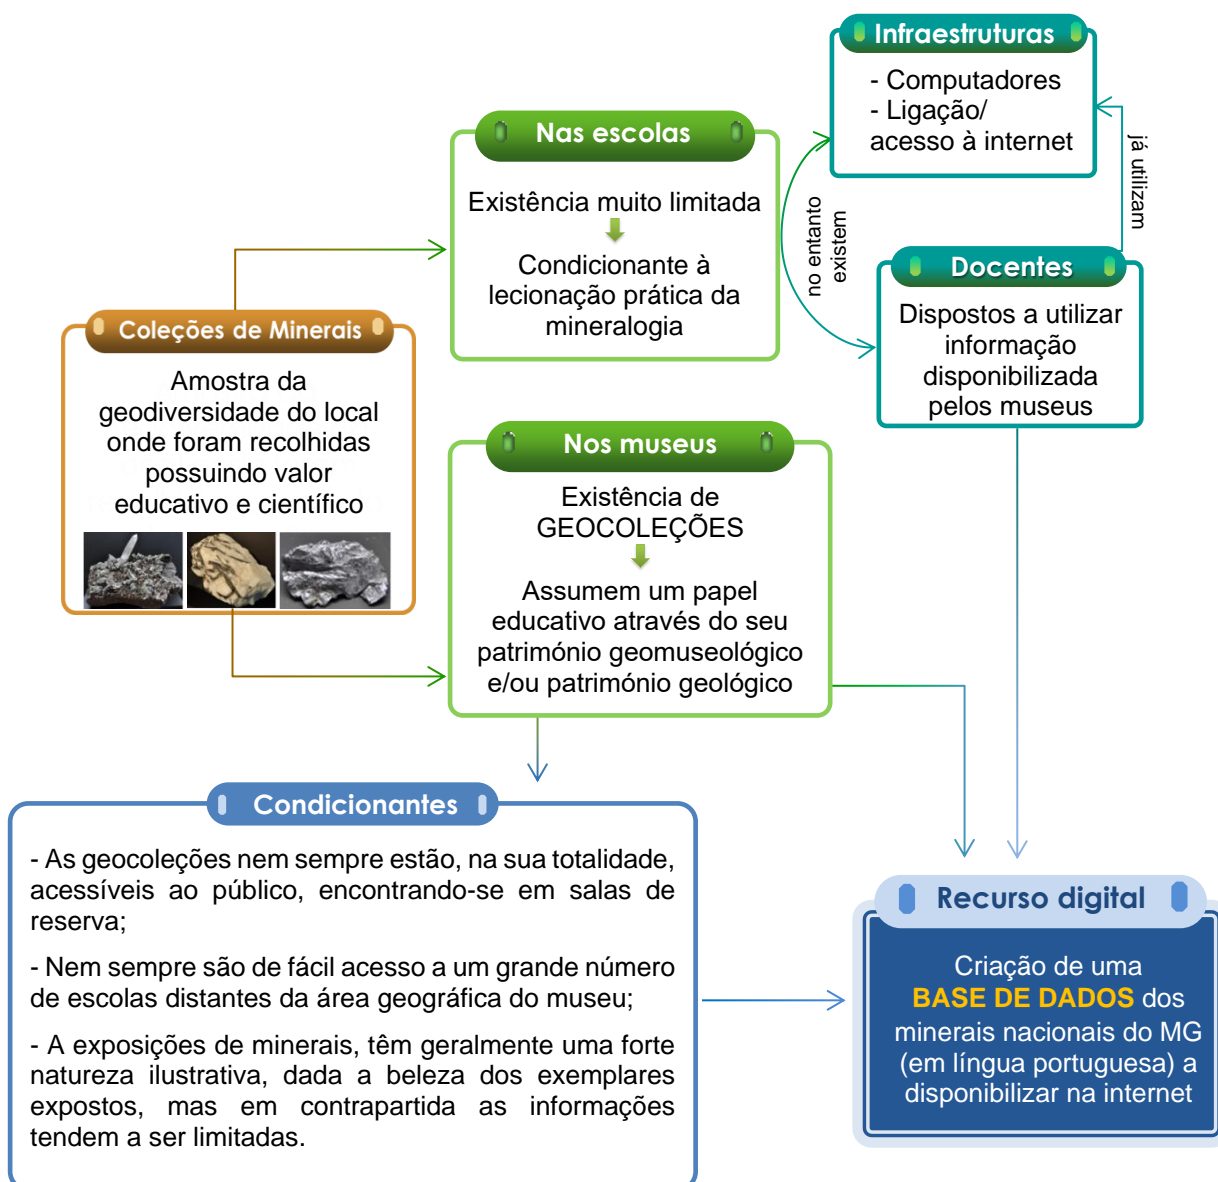 Infraestruturas
- Computadores
- Ligação/
acesso à internet
já utilizam
Nas escolas
Existência muito limitada
Condicionante à
lecionação prática da
mineralogia
no entanto
existem
Docentes
Dispostos a utilizar
informação
disponibilizada
pelos museus
Coleções de Minerais
Amostra da
geodiversidade do local
onde foram recolhidas
possuindo valor
educativo e científico
Nos museus
Existência de
GEOCOLEÇÕES
Assumem um papel
educativo através do seu
património geomuseológico
e/ou património geológico
Condicionantes
- As geocoleções nem sempre estão, na sua totalidade,
acessíveis ao público, encontrando-se em salas de
reserva;
- Nem sempre são de fácil acesso a um grande número
de escolas distantes da área geográfica do museu;
- A exposições de minerais, têm geralmente uma forte
natureza ilustrativa, dada a beleza dos exemplares
expostos, mas em contrapartida as informações
tendem a ser limitadas.
Recurso digital
Criação de uma
BASE DE DADOS dos
minerais nacionais do MG
(em língua portuguesa) a
disponibilizar na internet